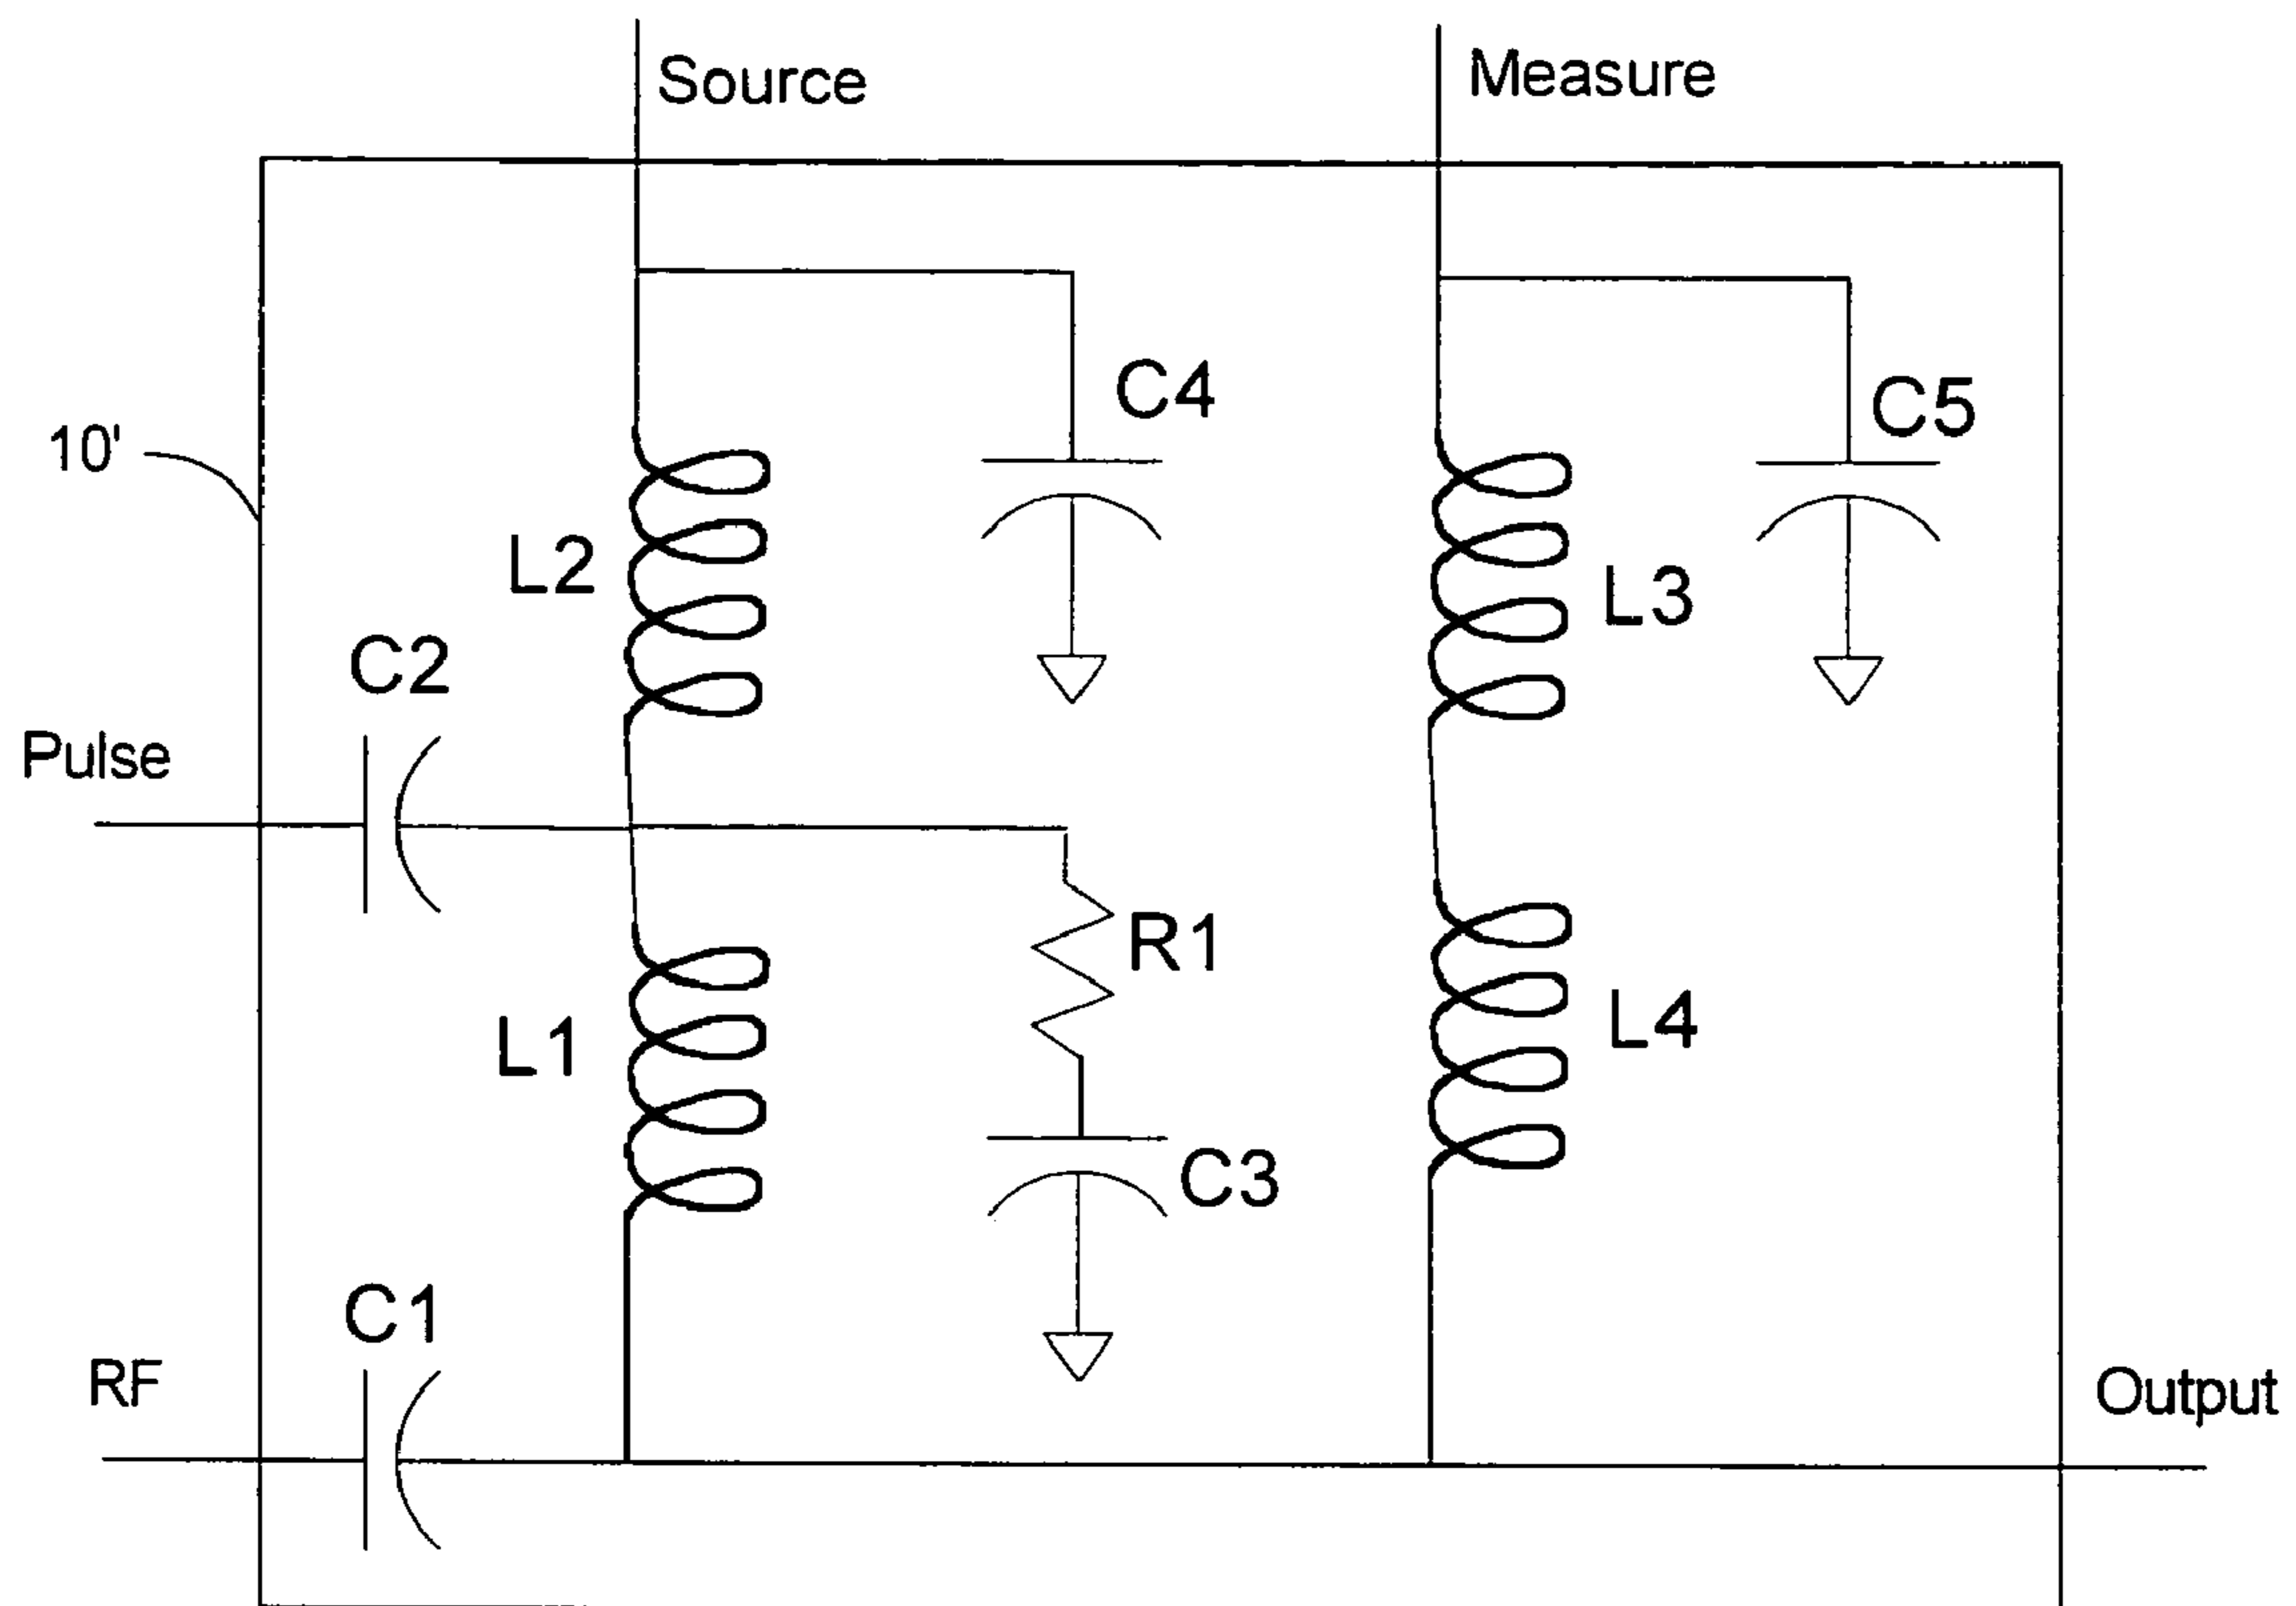 Source
Measure
C4
C5
10'
L2
L3
C2
Pulse
R1
L1
L4
C3
C1
RF
Output